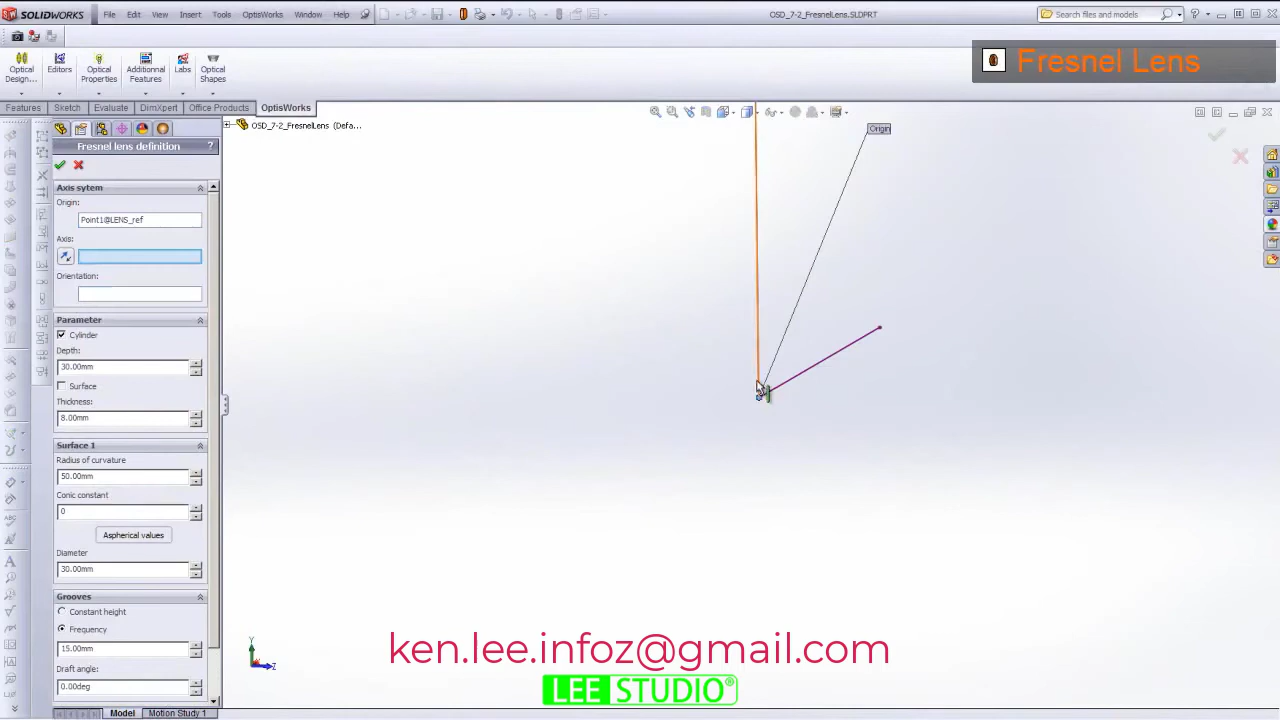 SOLIDWORKS
File Edit View Insert Tools OptisWorks Window Help
OSD_7-2_FresnelLens.SLDPRT
Search files and models
Fresnel Lens
Optical Design...
Editors
Optical Properties
Additionnal Features
Labs
Optical Shapes
Features Sketch Evaluate DimXpert Office Products OptisWorks
OSD_7-2_FresnelLens (Defa...
Origin
Fresnel lens definition ?
Axis sytem
Origin:
Point1@LENS_ref
Axis:
Orientation:
Parameter
Cylinder
Depth:
30.00mm
Surface
Thickness:
8.00mm
Surface 1
Radius of curvature
50.00mm
Conic constant
0
Aspherical values
Diameter
30.00mm
Grooves
Constant height
Frequency
15.00mm
Draft angle:
0.00deg
Y
Z
ken.lee.infoz@gmail.com
LEE STUDIO®
Model Motion Study 1